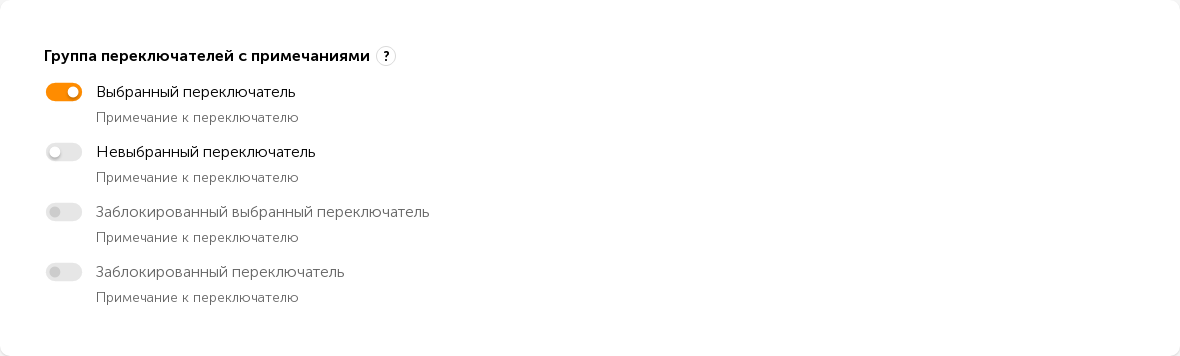 Группа переключателей с примечаниями ?
Выбранный переключатель
Примечание к переключателю
Невыбранный переключатель
Примечание к переключателю
Заблокированный выбранный переключатель
Примечание к переключателю
Заблокированный переключатель
Примечание к переключателю